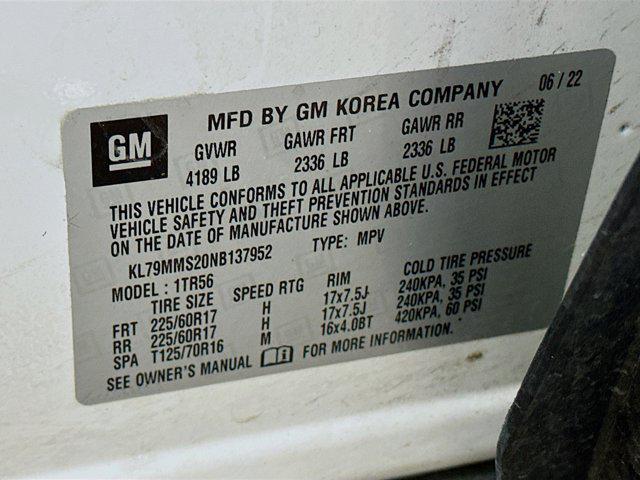 GM
MFD BY GM KOREA COMPANY 06 / 22
GVWR GAWR FRT GAWR RR
4189 LB 2336 LB 2336 LB
THIS VEHICLE CONFORMS TO ALL APPLICABLE U.S. FEDERAL MOTOR
VEHICLE SAFETY AND THEFT PREVENTION STANDARDS IN EFFECT
ON THE DATE OF MANUFACTURE SHOWN ABOVE.
KL79MMS20NB137952 TYPE: MPV
MODEL : 1TR56
TIRE SIZE SPEED RTG RIM COLD TIRE PRESSURE
FRT 225/60R17 H 17x7.5J 240KPA, 35 PSI
RR 225/60R17 H 17x7.5J 240KPA, 35 PSI
SPA T125/70R16 M 16x4.0BT 420KPA, 60 PSI
SEE OWNER'S MANUAL FOR MORE INFORMATION.